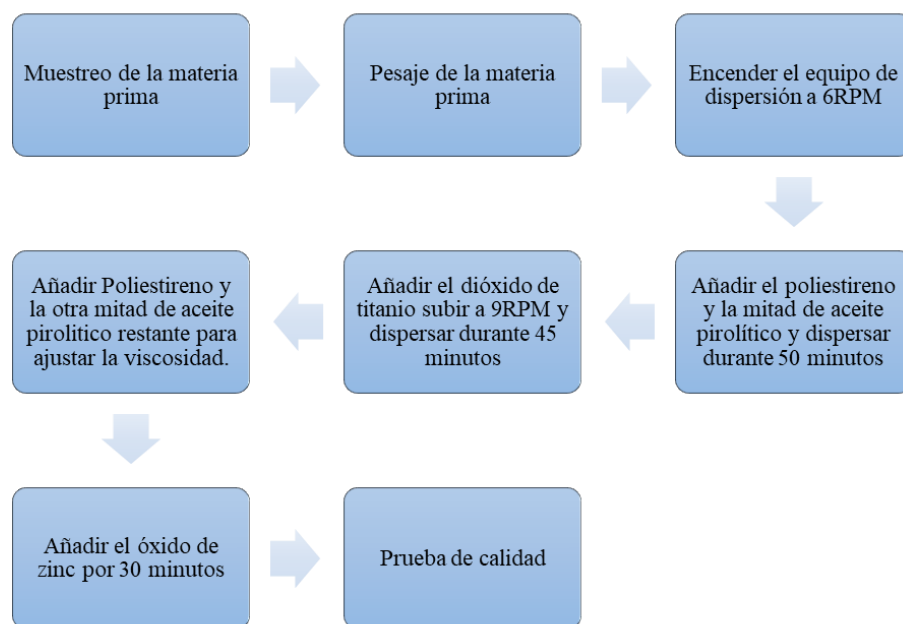 Muestreo de la materia
prima
Pesaje de la materia
prima
Encender el equipo de
dispersión a 6RPM
Añadir el poliestireno
y la mitad de aceite
pirolítico y dispersar
durante 50 minutos
Añadir el dióxido de
titanio subir a 9RPM y
dispersar durante 45
minutos
Añadir Poliestireno y
la otra mitad de aceite
pirolitico restante para
ajustar la viscosidad.
Añadir el óxido de
zinc por 30 minutos
Prueba de calidad